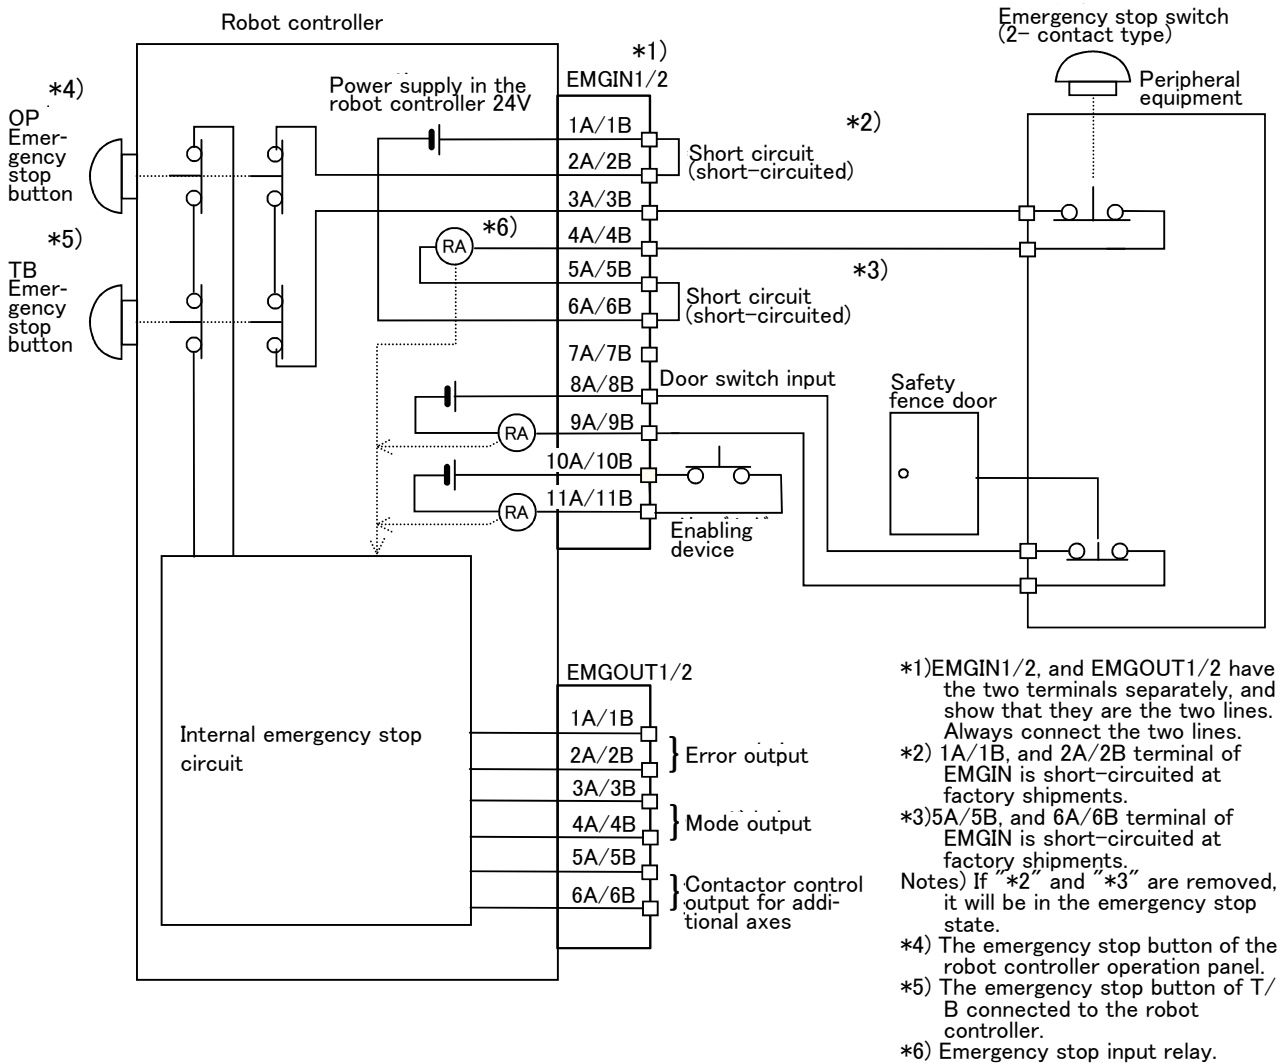 Robot controller
Emergency stop switch
(2- contact type)
*1)
EMGIN1/2
Peripheral
equipment
*4)
OP
Emer-
gency
stop
button
Power supply in the
robot controller 24V
1A/1B
2A/2B
3A/3B
4A/4B
5A/5B
6A/6B
7A/7B
8A/8B
9A/9B
10A/10B
11A/11B
*2)
Short circuit
(short-circuited)
*5)
TB
Emer-
gency
stop
button
*6)
RA
*3)
Short circuit
(short-circuited)
Door switch input
Safety
fence door
RA
RA
Enabling
device
Internal emergency stop
circuit
EMGOUT1/2
1A/1B
2A/2B
3A/3B
4A/4B
5A/5B
6A/6B
Error output
Mode output
Contactor control
output for addi-
tional axes
*1)EMGIN1/2, and EMGOUT1/2 have
the two terminals separately, and
show that they are the two lines.
Always connect the two lines.
*2) 1A/1B, and 2A/2B terminal of
EMGIN is short-circuited at
factory shipments.
*3)5A/5B, and 6A/6B terminal of
EMGIN is short-circuited at
factory shipments.
Notes) If "*2" and "*3" are removed,
it will be in the emergency stop
state.
*4) The emergency stop button of the
robot controller operation panel.
*5) The emergency stop button of T/
B connected to the robot
controller.
*6) Emergency stop input relay.